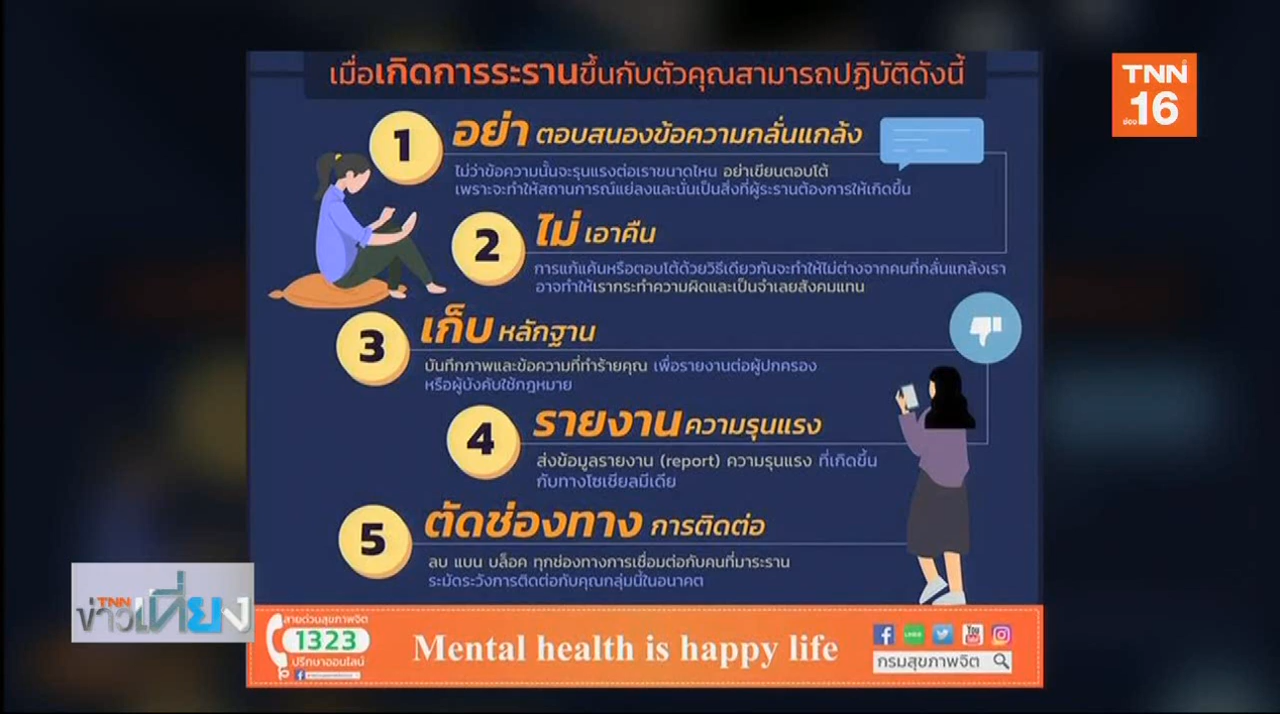 เมื่อเกิดการระรานขึ้นกับตัวคุณสามารถปฏิบัติดังนี้
TNN
ช่อง 16
1 อย่า ตอบสนองข้อความกลั่นแกล้ง
ไม่ว่าข้อความนั้นจะรุนแรงต่อเราขนาดไหน อย่าเขียนตอบโต้
เพราะจะทำให้สถานการณ์แย่ลงและนั่นเป็นสิ่งที่ผู้ระรานต้องการให้เกิดขึ้น
2 ไม่ เอาคืน
การแก้แค้นหรือตอบโต้ด้วยวิธีเดียวกันจะทำให้ไม่ต่างจากคนที่กลั่นแกล้งเรา
อาจทำให้เรากระทำความผิดและเป็นจำเลยสังคมแทน
3 เก็บ หลักฐาน
บันทึกภาพและข้อความที่ทำร้ายคุณ เพื่อรายงานต่อผู้ปกครอง
หรือผู้บังคับใช้กฎหมาย
4 รายงาน ความรุนแรง
ส่งข้อมูลรายงาน (report) ความรุนแรง ที่เกิดขึ้น
กับทางโซเชียลมีเดีย
5 ตัดช่องทาง การติดต่อ
ลบ แบน บล็อค ทุกช่องทางการเชื่อมต่อกับคนที่มาระราน
ระมัดระวังการติดต่อกับคุณกลุ่มนี้ในอนาคต
TNN
ข่าวเที่ยง
สายด่วนสุขภาพจิต
1323
ปรึกษาออนไลน์
Mental health is happy life
LINE
You
กรมสุขภาพจิต